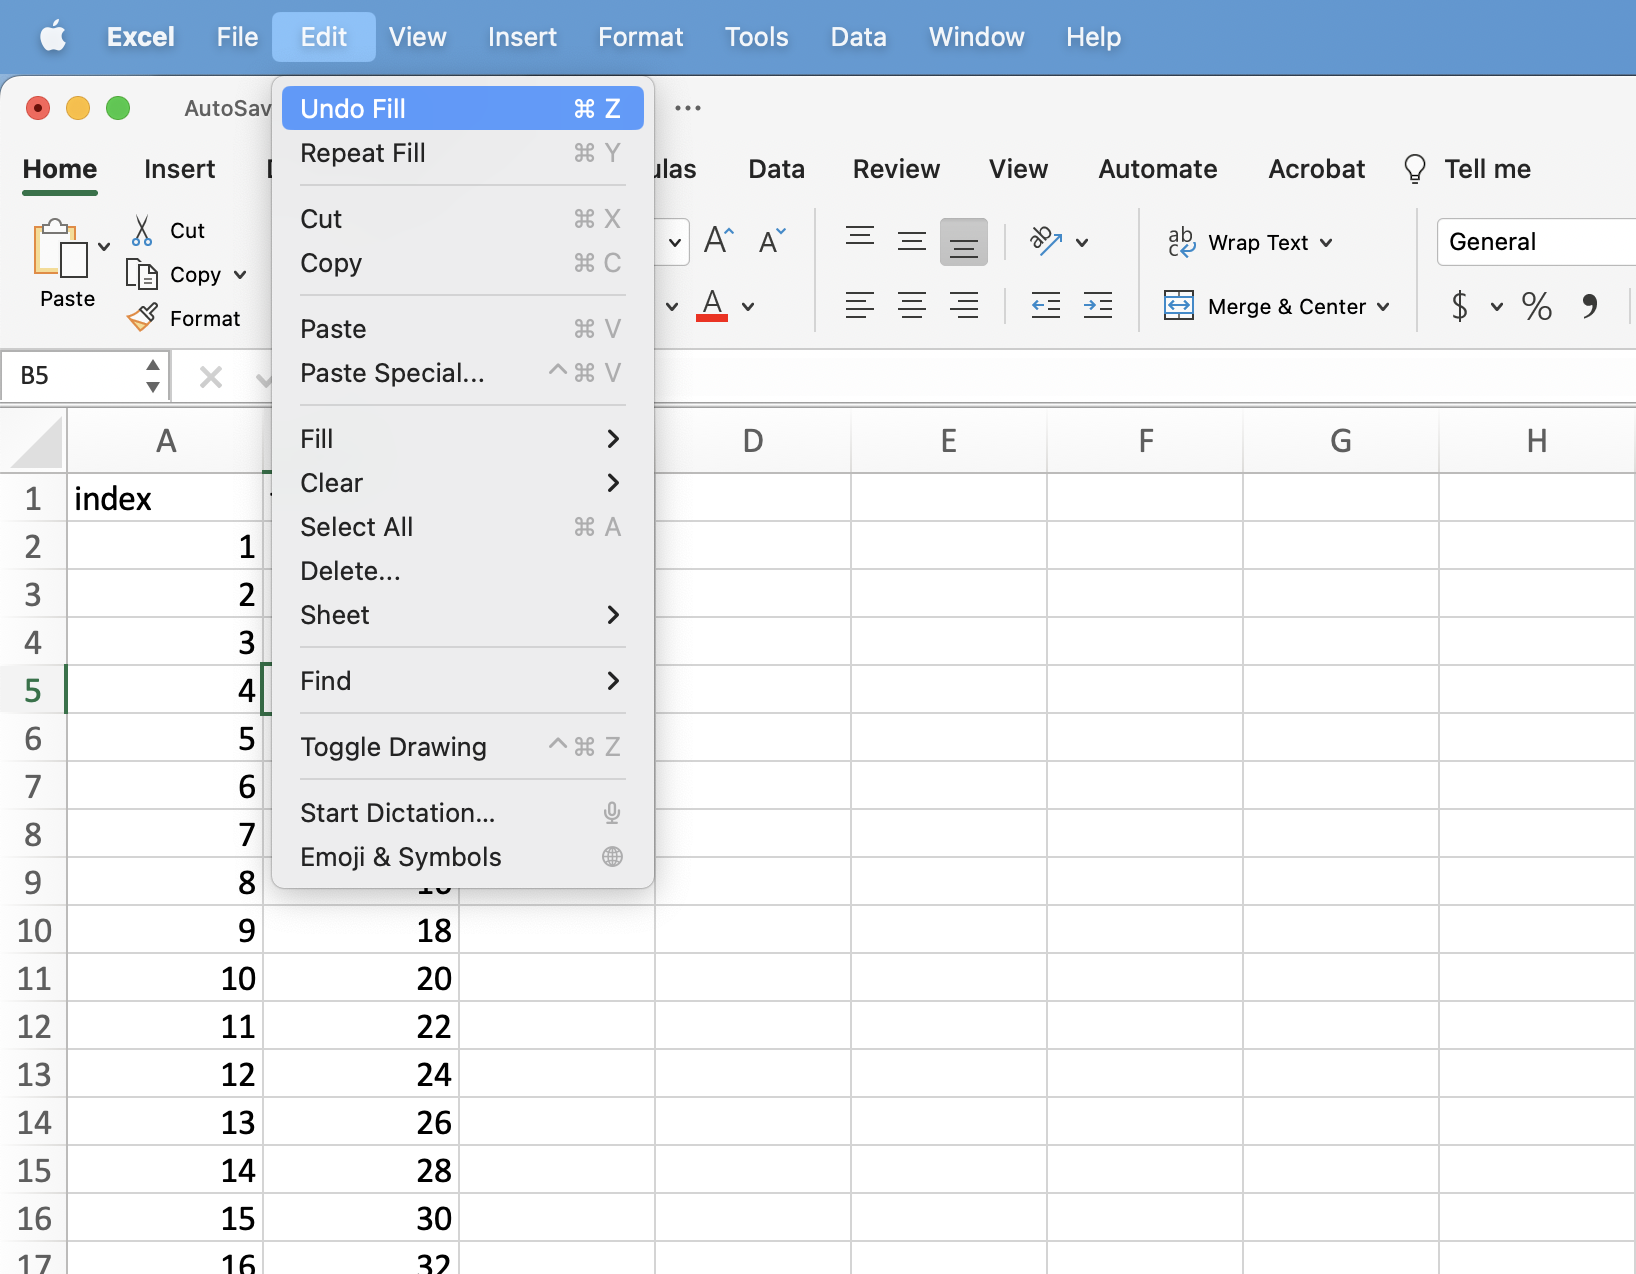 Excel File Edit View Insert Format Tools Data Window Help
AutoSav ...
Undo Fill ⌘ Z
Repeat Fill ⌘ Y
Cut ⌘ X
Copy ⌘ C
Paste ⌘ V
Paste Special... ^ ⌘ V
Fill
Clear
Select All ⌘ A
Delete...
Sheet
Find
Toggle Drawing ^ ⌘ Z
Start Dictation...
Emoji & Symbols
Home Insert ulas Data Review View Automate Acrobat Tell me
Paste
Cut
Copy
Format
A A
A
ab
ab Wrap Text
Merge & Center
General
$ % ,
B5
A D E F G H
1 index
2 1
3 2
4 3
5 4
6 5
7 6
8 7
9 8
10 9 18
11 10 20
12 11 22
13 12 24
14 13 26
15 14 28
16 15 30
17 16 32